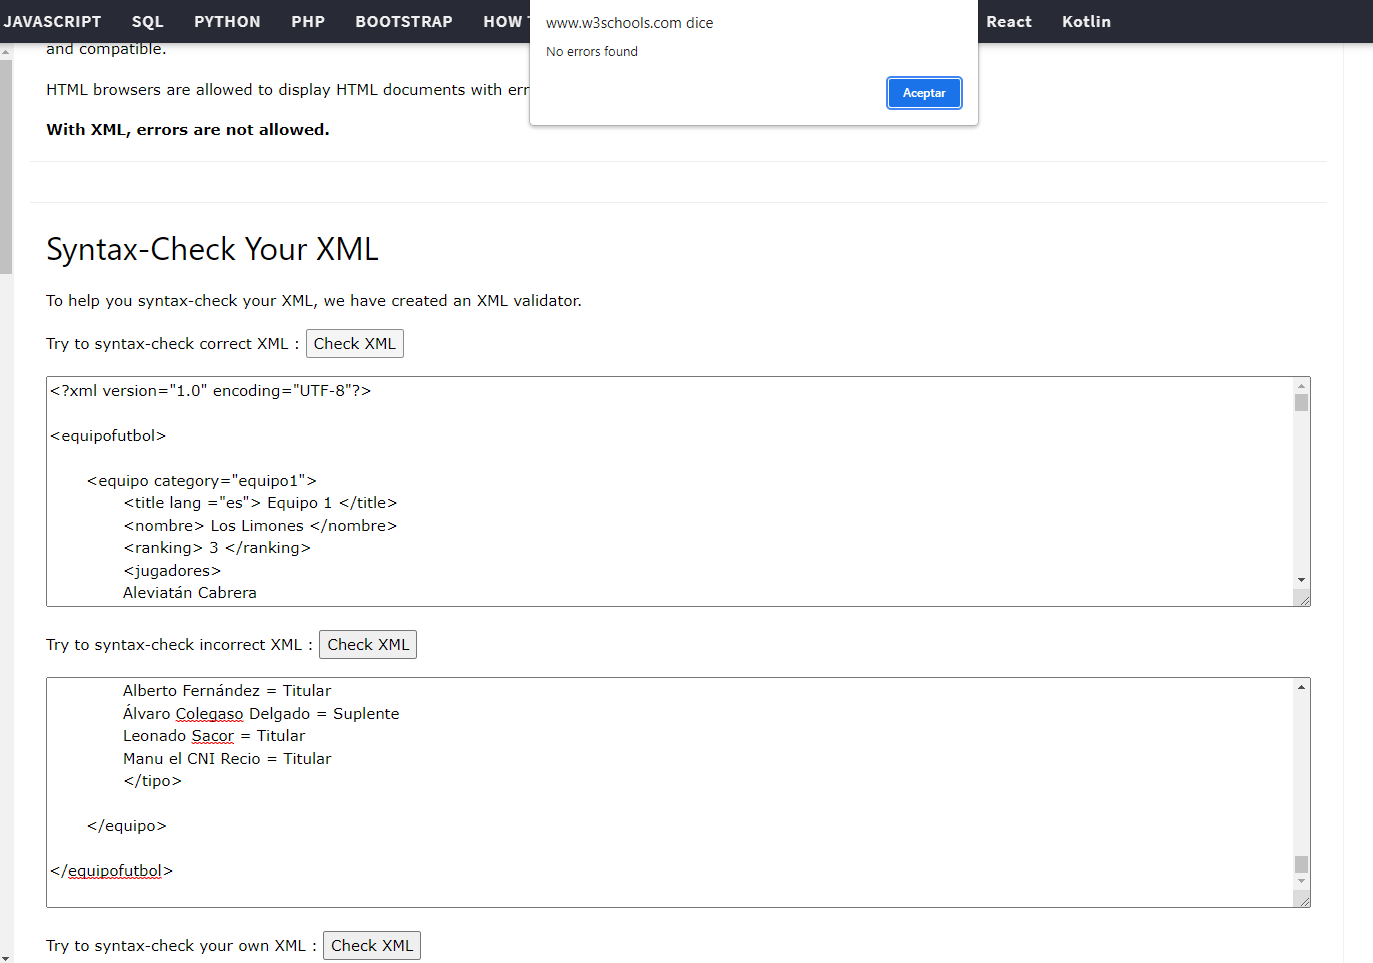 JAVASCRIPT SQL PYTHON PHP BOOTSTRAP HOW React Kotlin
www.w3schools.com dice
No errors found
Aceptar
and compatible.
HTML browsers are allowed to display HTML documents with err
With XML, errors are not allowed.
Syntax-Check Your XML
To help you syntax-check your XML, we have created an XML validator.
Try to syntax-check correct XML : Check XML
<?xml version="1.0" encoding="UTF-8"?>
<equipofutbol>
<equipo category="equipo1">
<title lang ="es"> Equipo 1 </title>
<nombre> Los Limones </nombre>
<ranking> 3 </ranking>
<jugadores>
Aleviatán Cabrera
Try to syntax-check incorrect XML : Check XML
Alberto Fernández = Titular
Álvaro Colegaso Delgado = Suplente
Leonado Sacor = Titular
Manu el CNI Recio = Titular
</tipo>
</equipo>
</equipofutbol>
Try to syntax-check your own XML : Check XML